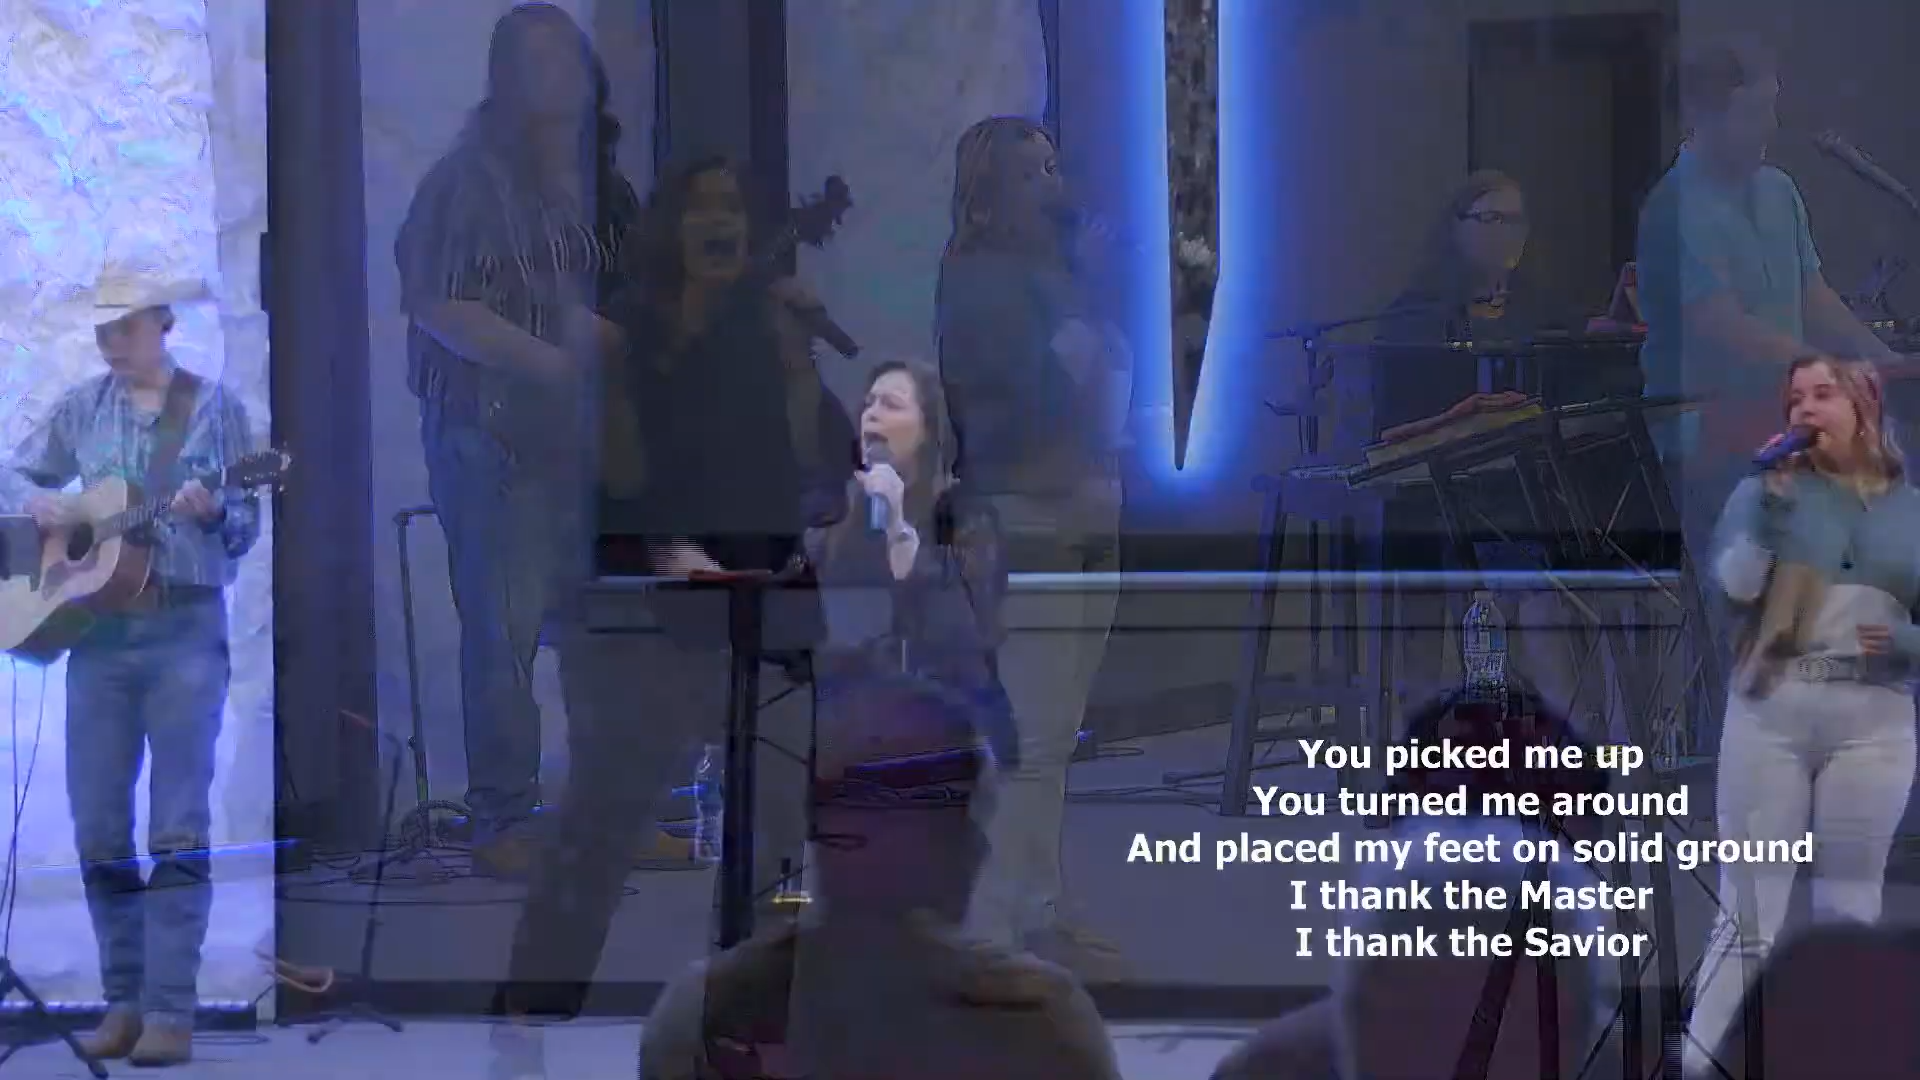 You picked me up
You turned me around
And placed my feet on solid ground
I thank the Master
I thank the Savior